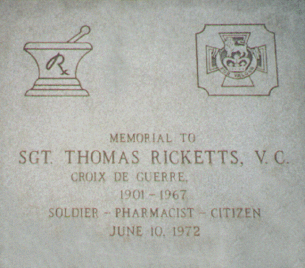 Rx
MEMORIAL TO
SGT. THOMAS RICKETTS, V. C.
CROIX DE GUERRE,
1901 - 1967
SOLDIER - PHARMACIST - CITIZEN
JUNE 10, 1972